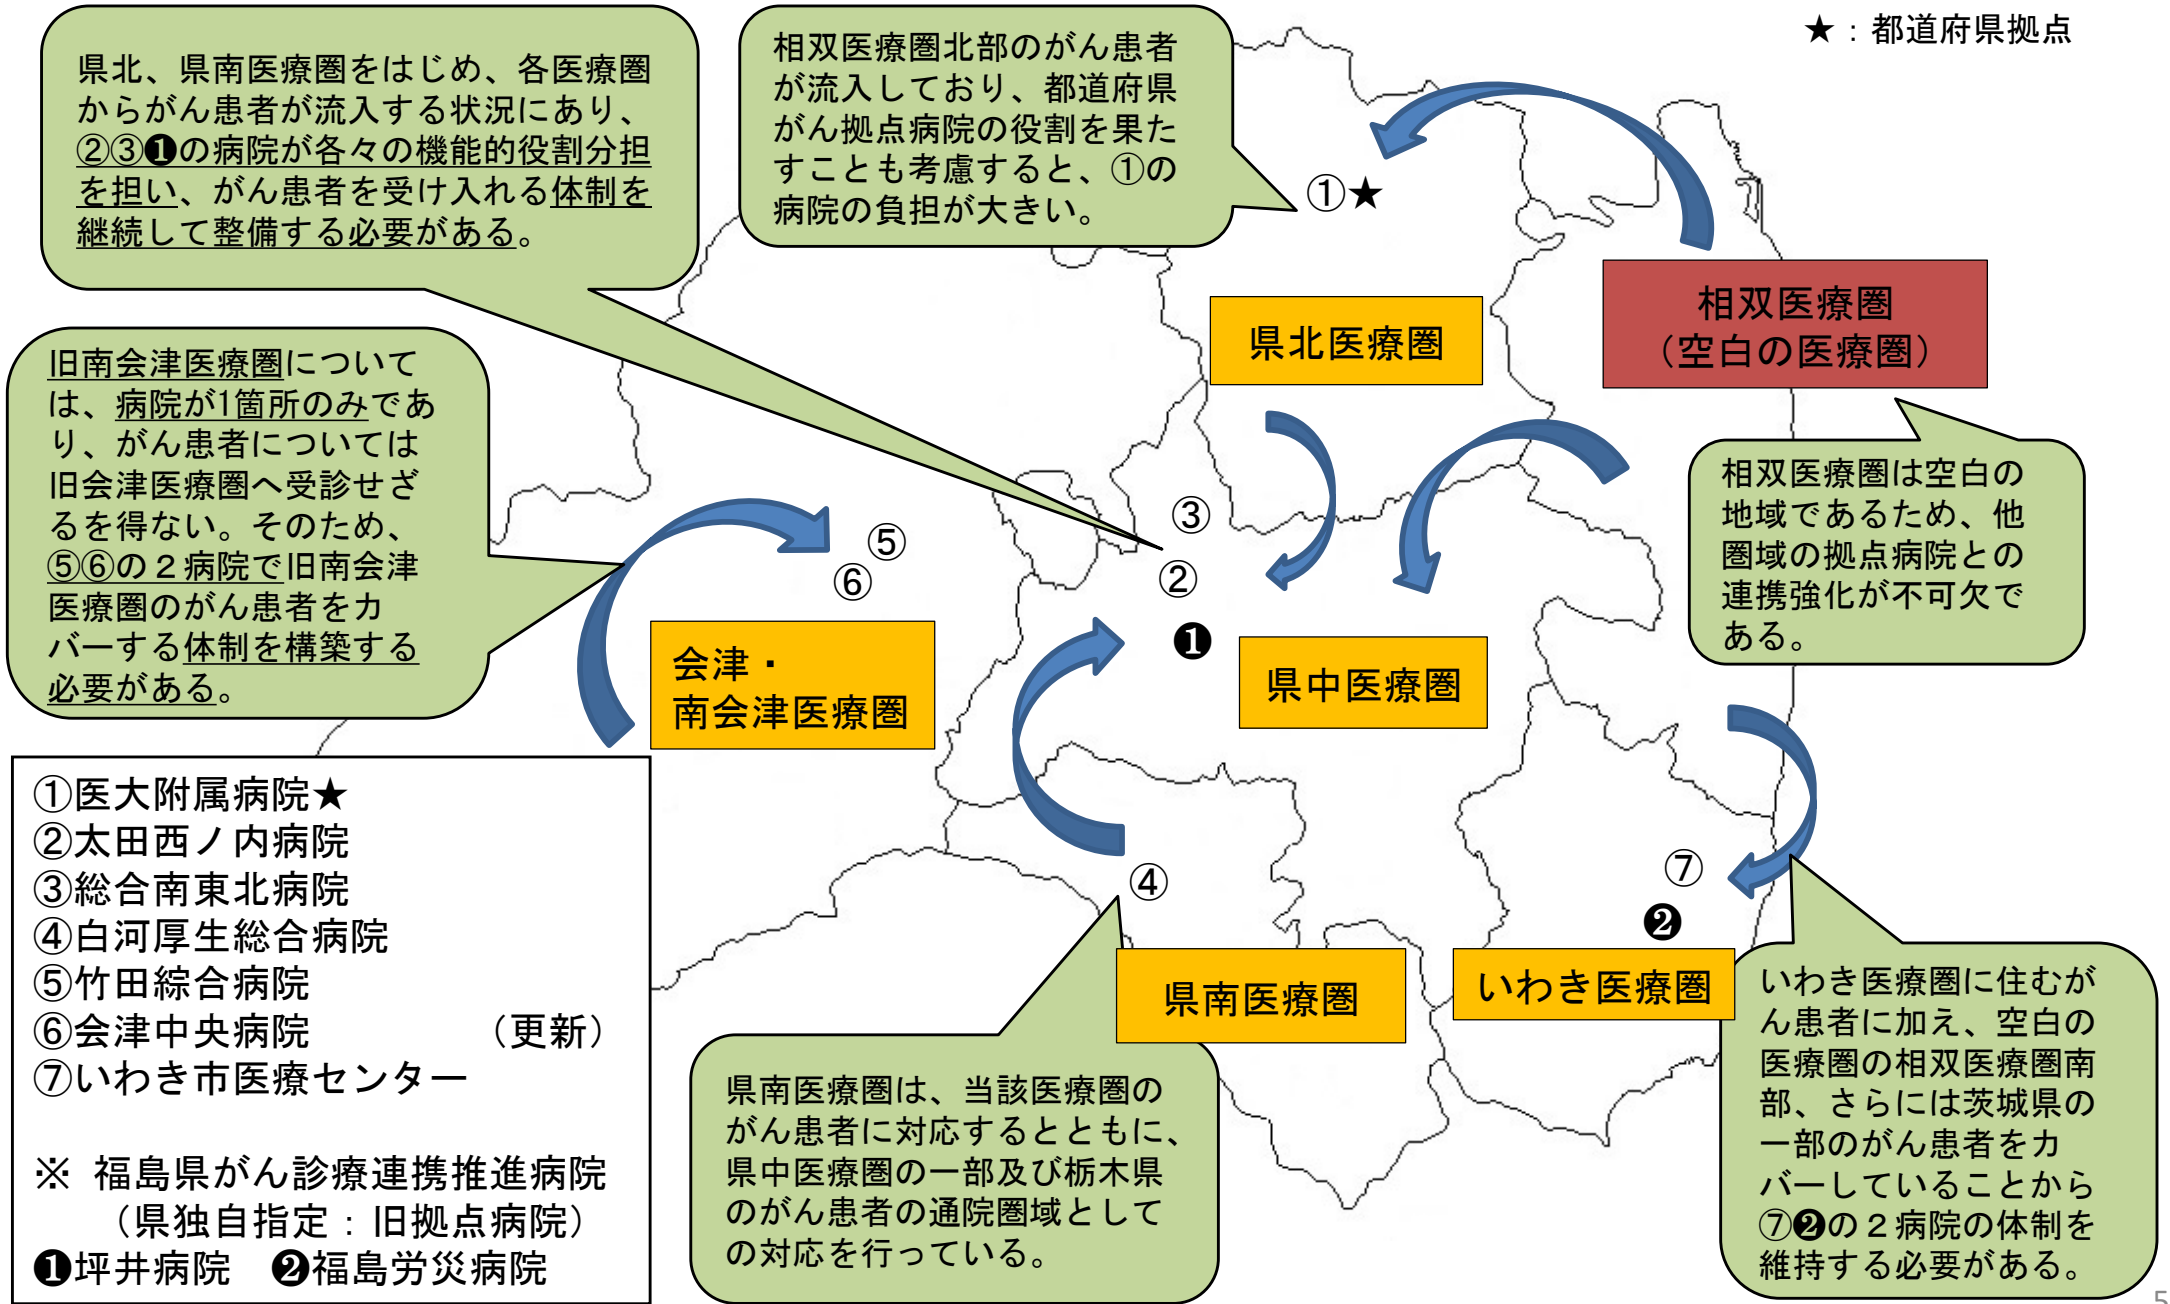 ★：都道府県拠点
県北、県南医療圏をはじめ、各医療圏
からがん患者が流入する状況にあり、
②③❶の病院が各々の機能的役割分担
を担い、がん患者を受け入れる体制を
継続して整備する必要がある。
相双医療圏北部のがん患者
が流入しており、都道府県
がん拠点病院の役割を果た
すことも考慮すると、①の
病院の負担が大きい。
①★
県北医療圏
相双医療圏
（空白の医療圏）
旧南会津医療圏について
は、病院が1箇所のみであ
り、がん患者については
旧会津医療圏へ受診せざ
るを得ない。そのため、
⑤⑥の２病院で旧南会津
医療圏のがん患者をカ
バーする体制を構築する
必要がある。
相双医療圏は空白の
地域であるため、他
圏域の拠点病院との
連携強化が不可欠で
ある。
③
⑤
②
⑥
❶
会津・
南会津医療圏
県中医療圏
①医大附属病院★
②太田西ノ内病院
③総合南東北病院
④白河厚生総合病院
⑤竹田綜合病院
⑥会津中央病院　　　　（更新）
⑦いわき市医療センター
※ 福島県がん診療連携推進病院
（県独自指定：旧拠点病院）
❶坪井病院　❷福島労災病院
④
⑦
❷
県南医療圏
いわき医療圏
県南医療圏は、当該医療圏の
がん患者に対応するとともに、
県中医療圏の一部及び栃木県
のがん患者の通院圏域として
の対応を行っている。
いわき医療圏に住むが
ん患者に加え、空白の
医療圏の相双医療圏南
部、さらには茨城県の
一部のがん患者をカ
バーしていることから
⑦❷の２病院の体制を
維持する必要がある。
5